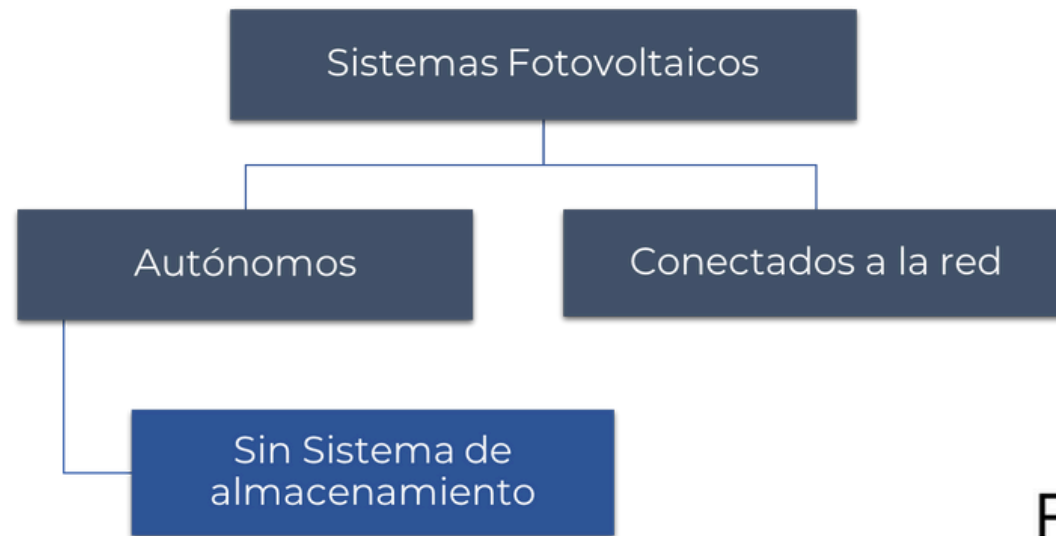 Sistemas Fotovoltaicos
Autónomos
Conectados a la red
Sin Sistema de
almacenamiento